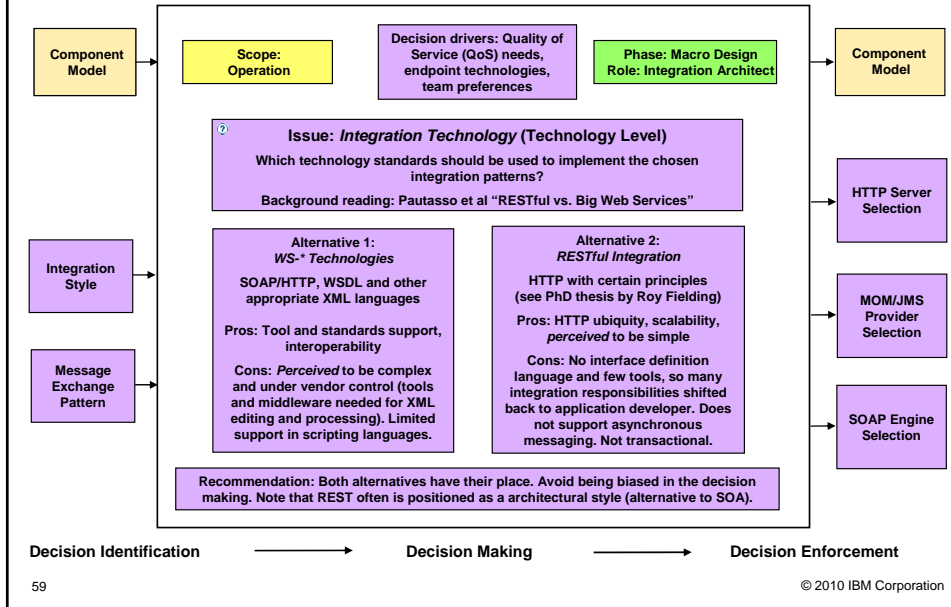 Component
Model
Scope:
Operation
Decision drivers: Quality of
Service (QoS) needs,
endpoint technologies,
team preferences
Phase: Macro Design
Role: Integration Architect
Component
Model
Issue: Integration Technology (Technology Level)
Which technology standards should be used to implement the chosen
integration patterns?
Background reading: Pautasso et al “RESTful vs. Big Web Services”
HTTP Server
Selection
Integration
Style
Alternative 1:
WS-* Technologies
SOAP/HTTP, WSDL and other
appropriate XML languages
Pros: Tool and standards support,
interoperability
Cons: Perceived to be complex
and under vendor control (tools
and middleware needed for XML
editing and processing). Limited
support in scripting languages.
Alternative 2:
RESTful Integration
HTTP with certain principles
(see PhD thesis by Roy Fielding)
Pros: HTTP ubiquity, scalability,
perceived to be simple
Cons: No interface definition
language and few tools, so many
integration responsibilities shifted
back to application developer. Does
not support asynchronous
messaging. Not transactional.
MOM/JMS
Provider
Selection
Message
Exchange
Pattern
SOAP Engine
Selection
Recommendation: Both alternatives have their place. Avoid being biased in the decision
making. Note that REST often is positioned as a architectural style (alternative to SOA).
Decision Identification
Decision Making
Decision Enforcement
59
© 2010 IBM Corporation